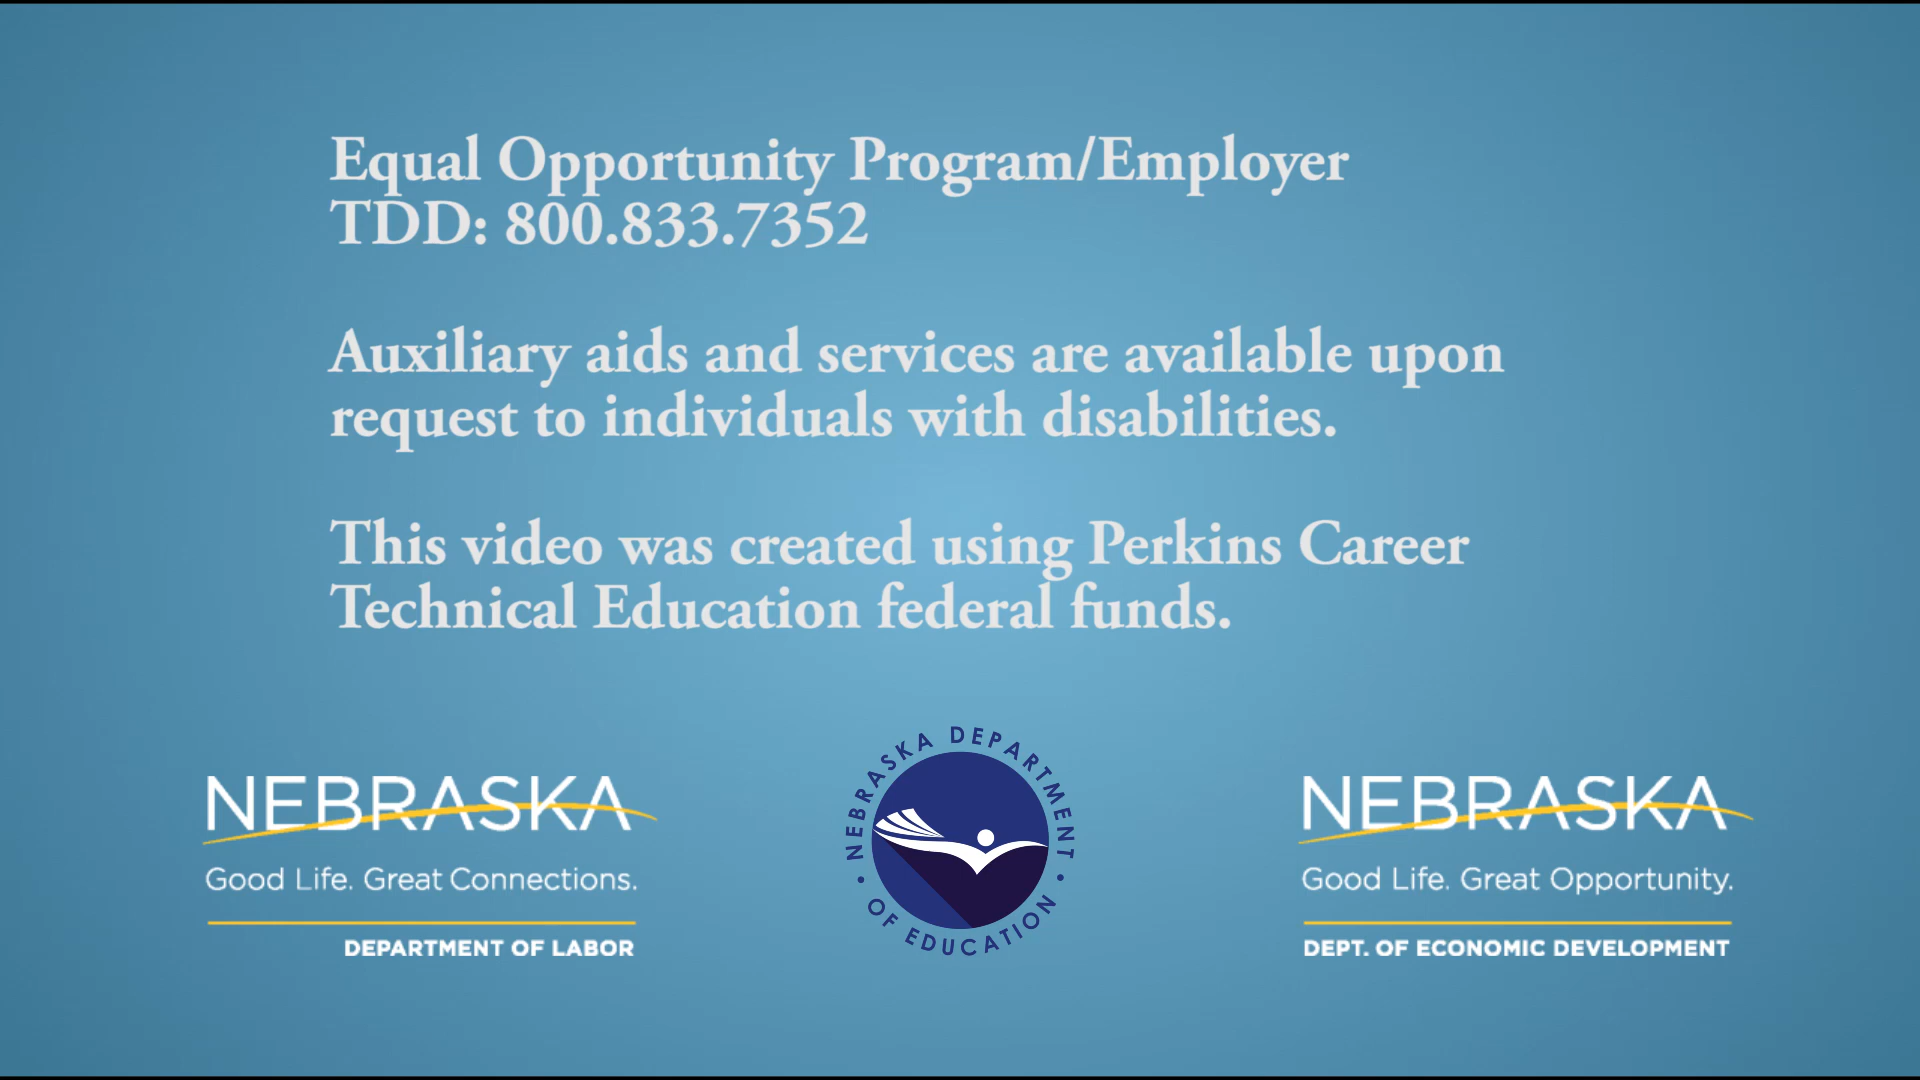 Equal Opportunity Program/Employer
TDD: 800.833.7352
Auxiliary aids and services are available upon
request to individuals with disabilities.
This video was created using Perkins Career
Technical Education federal funds.
NEBRASKA
Good Life. Great Connections.
DEPARTMENT OF LABOR
• NEBRASKA DEPARTMENT •
OF EDUCATION
NEBRASKA
Good Life. Great Opportunity.
DEPT. OF ECONOMIC DEVELOPMENT